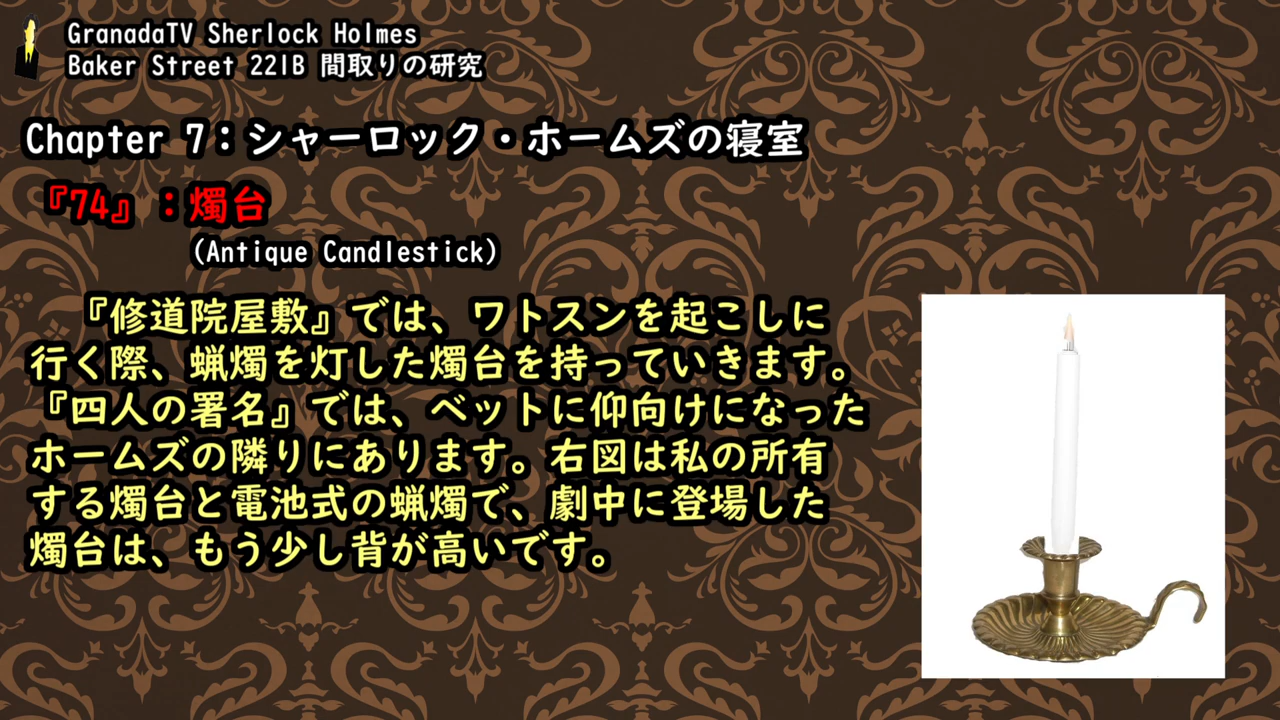 GranadaTV Sherlock Holmes
Baker Street 221B 間取りの研究
Chapter 7：シャーロック・ホームズの寝室
『74』：燭台
(Antique Candlestick)
『修道院屋敷』では、ワトスンを起こしに
行く際、蝋燭を灯した燭台を持っていきます。
『四人の署名』では、ベットに仰向けになった
ホームズの隣りにあります。右図は私の所有
する燭台と電池式の蝋燭で、劇中に登場した
燭台は、もう少し背が高いです。